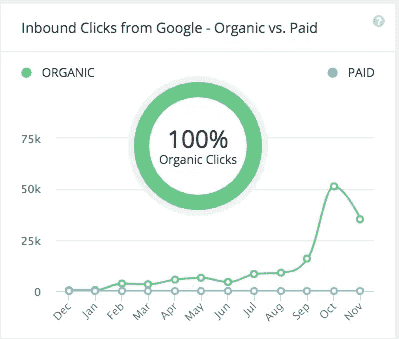 Inbound Clicks from Google - Organic vs. Paid
?
ORGANIC
PAID
100%
Organic Clicks
75k
50k
25k
0
Dec
Jan
Feb
Mar
Apr
May
Jun
Jul
Aug
Sep
Oct
Nov